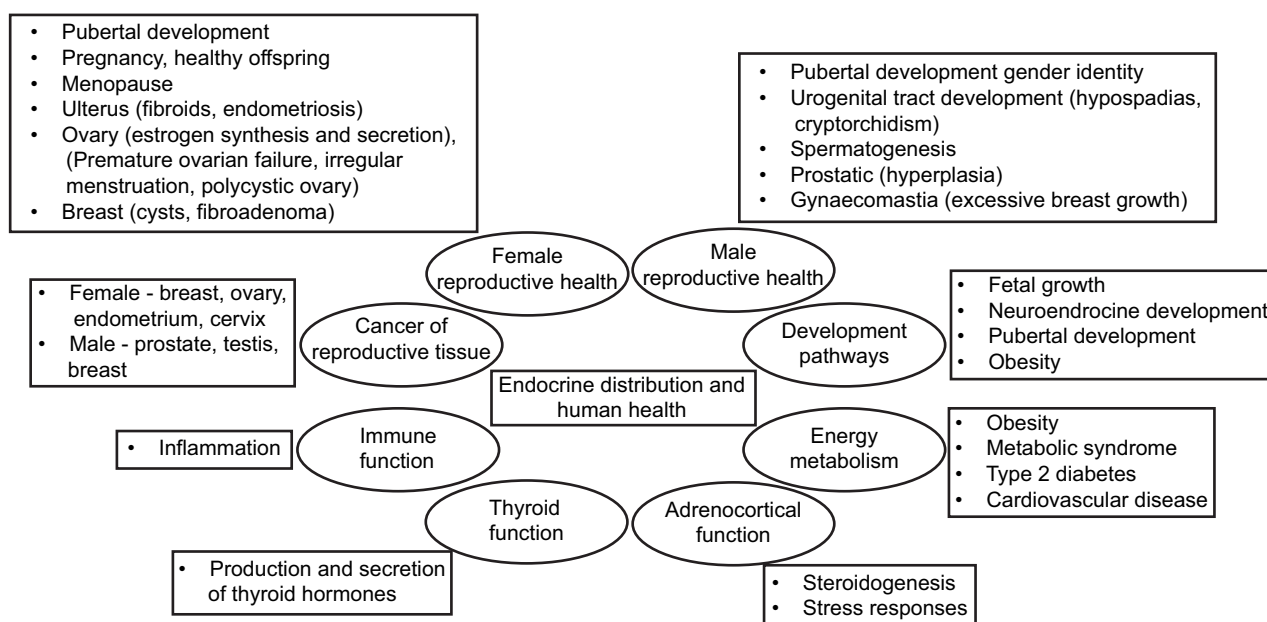 • Pubertal development
• Pregnancy, healthy offspring
• Menopause
• Ulterus (fibroids, endometriosis)
• Ovary (estrogen synthesis and secretion),
(Premature ovarian failure, irregular
menstruation, polycystic ovary)
• Breast (cysts, fibroadenoma)
• Pubertal development gender identity
• Urogenital tract development (hypospadias,
cryptorchidism)
• Spermatogenesis
• Prostatic (hyperplasia)
• Gynaecomastia (excessive breast growth)
Female
reproductive health
Male
reproductive health
• Female - breast, ovary,
endometrium, cervix
• Male - prostate, testis,
breast
Cancer of
reproductive tissue
Development
pathways
• Fetal growth
• Neuroendocrine development
• Pubertal development
• Obesity
Endocrine distribution and
human health
• Inflammation
Immune
function
Energy
metabolism
• Obesity
• Metabolic syndrome
• Type 2 diabetes
• Cardiovascular disease
Thyroid
function
Adrenocortical
function
• Production and secretion
of thyroid hormones
• Steroidogenesis
• Stress responses